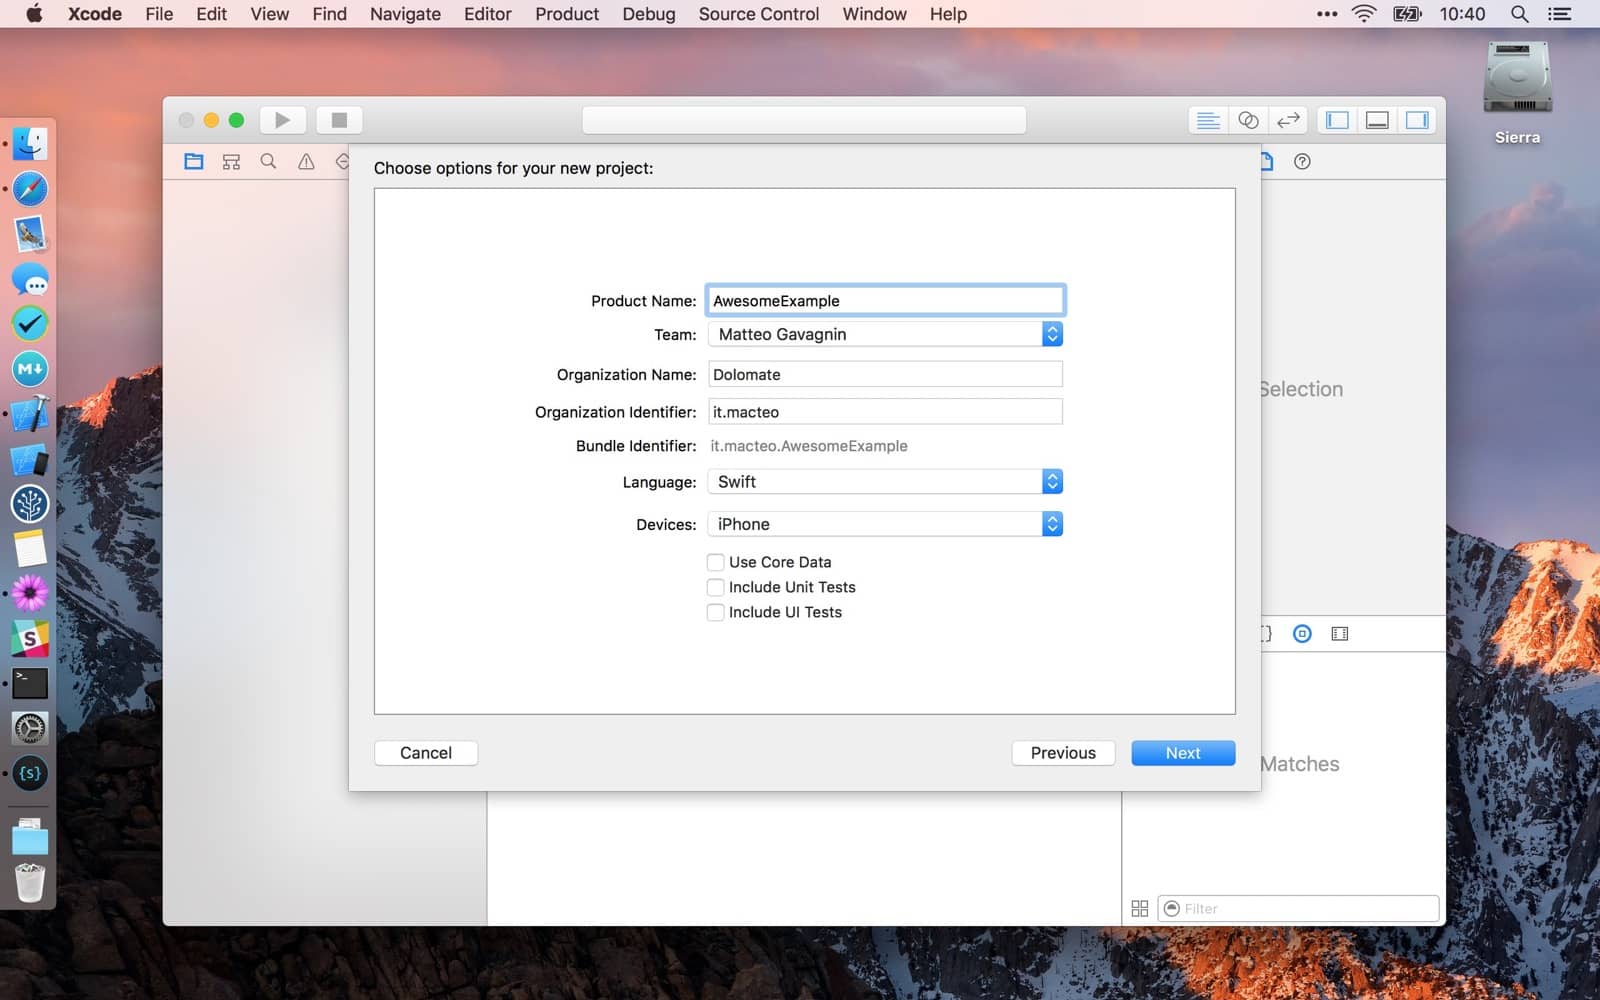 Xcode File Edit View Find Navigate Editor Product Debug Source Control Window Help 10:40
Sierra
Choose options for your new project:
Product Name: AwesomeExample
Team: Matteo Gavagnin
Organization Name: Dolomate
Selection
Organization Identifier: it.macteo
Bundle Identifier: it.macteo.AwesomeExample
Language: Swift
Devices: iPhone
Use Core Data
Include Unit Tests
Include UI Tests
M
S
>_
{s}
Cancel Previous Next
Matches
Filter